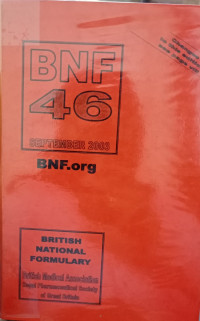 BNF
46
SEPTEMBER 2003
BNF.org
BRITISH
NATIONAL
FORMULARY
British Medical Association
Royal Pharmaceutical Society
of Great Britain